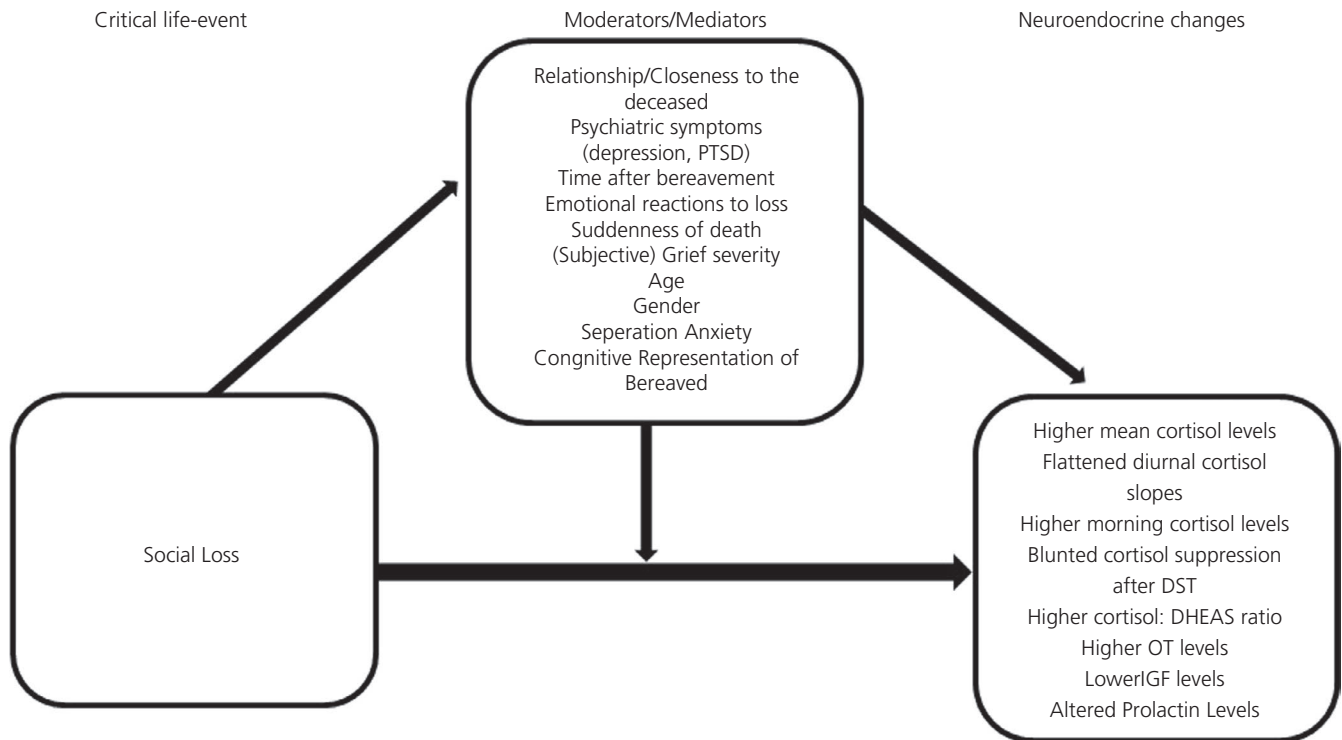 Critical life-event
Moderators/Mediators
Neuroendocrine changes
Relationship/Closeness to the
deceased
Psychiatric symptoms
(depression, PTSD)
Time after bereavement
Emotional reactions to loss
Suddenness of death
(Subjective) Grief severity
Age
Gender
Seperation Anxiety
Congnitive Representation of
Bereaved
Social Loss
Higher mean cortisol levels
Flattened diurnal cortisol
slopes
Higher morning cortisol levels
Blunted cortisol suppression
after DST
Higher cortisol: DHEAS ratio
Higher OT levels
LowerIGF levels
Altered Prolactin Levels